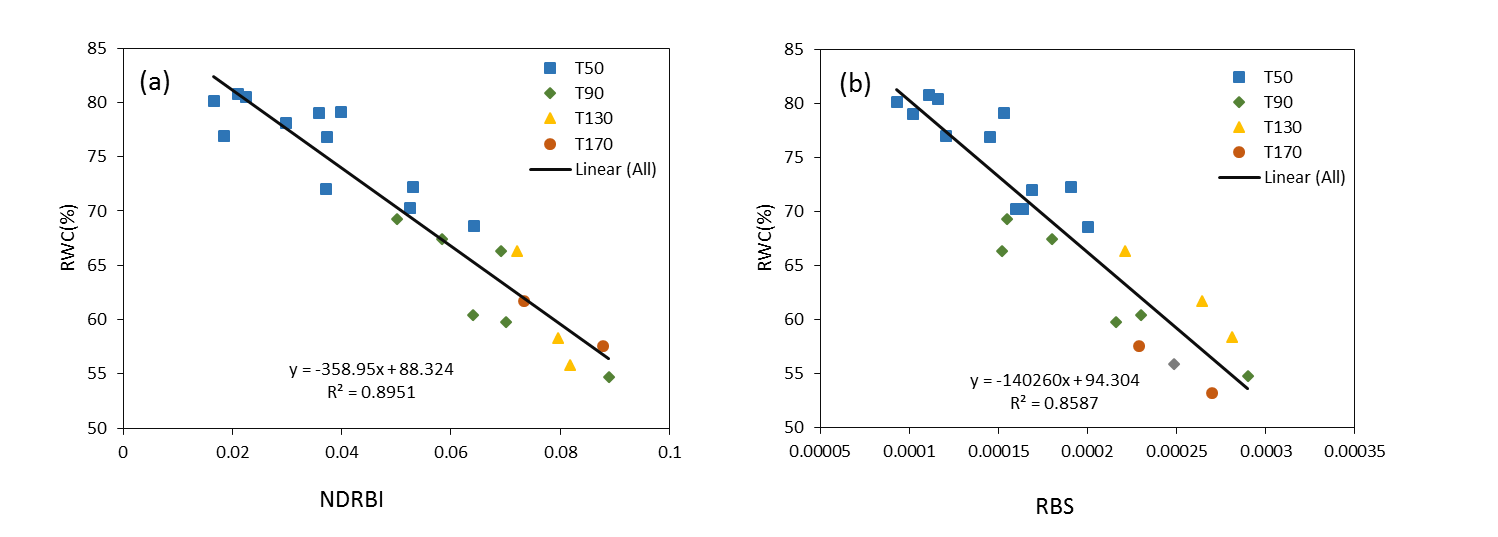 (a)
85
80
75
70
65
60
55
50
RWC(%)
T50
T90
T130
T170
Linear (All)
y = -358.95x + 88.324
R² = 0.8951
0 0.02 0.04 0.06 0.08 0.1
NDRBI
(b)
85
80
75
70
65
60
55
50
RWC(%)
T50
T90
T130
T170
Linear (All)
y = -140260x + 94.304
R² = 0.8587
0.00005 0.0001 0.00015 0.0002 0.00025 0.0003 0.00035
RBS